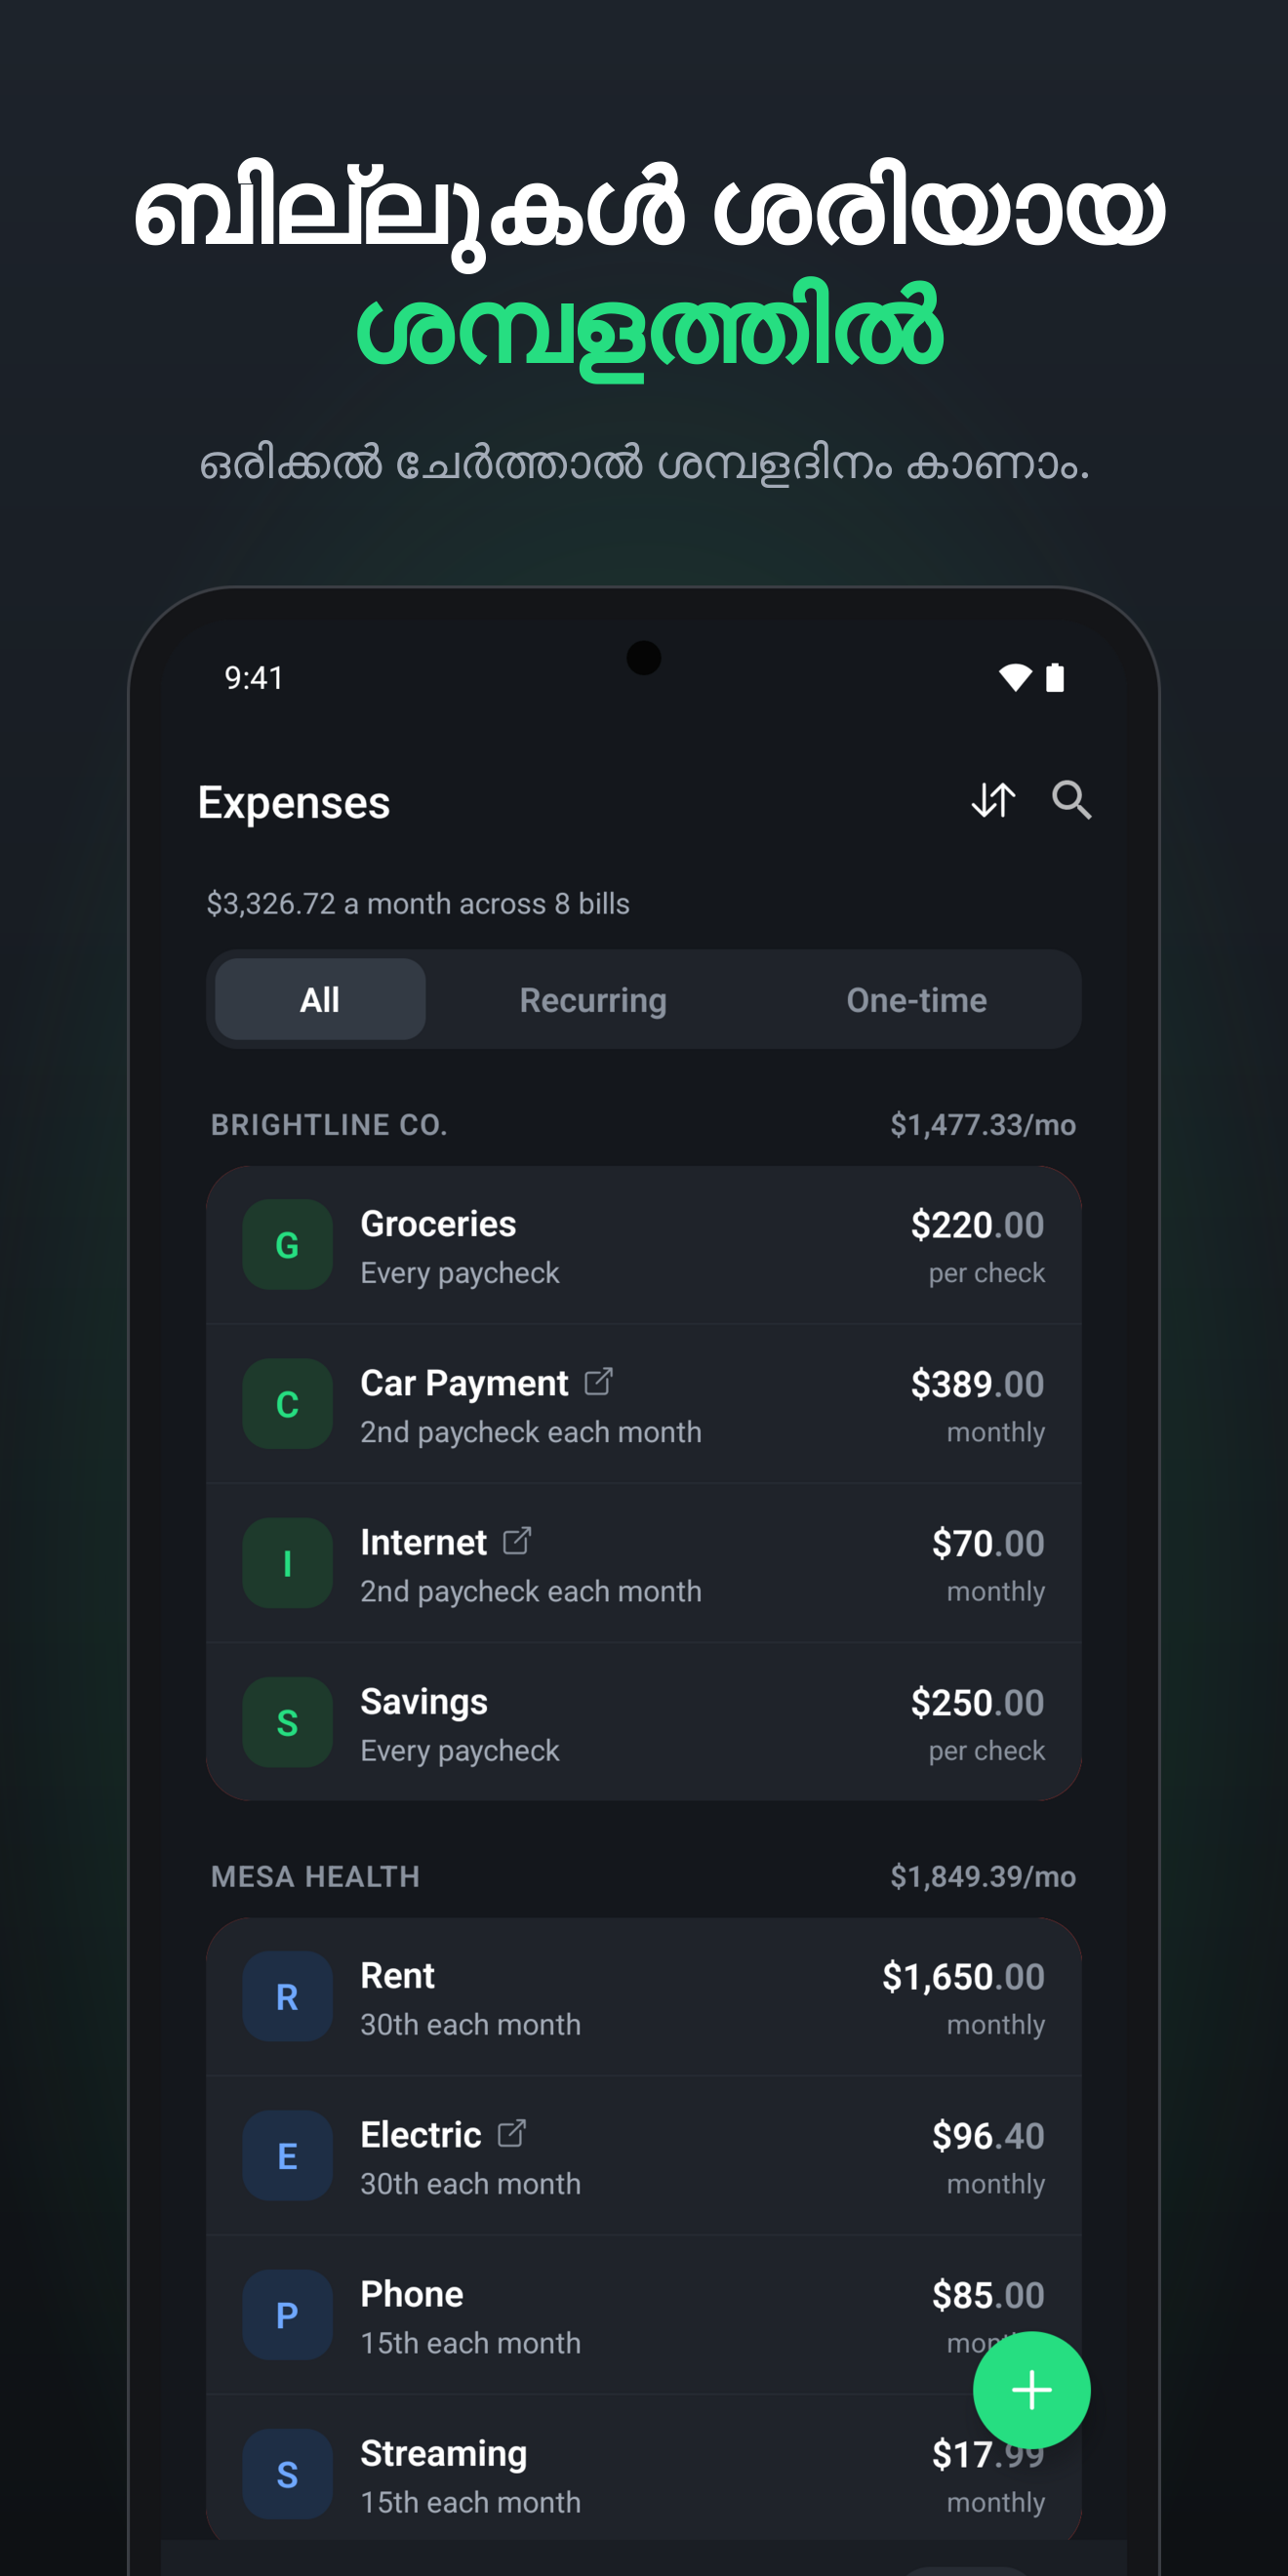 ബില്ലുകൾ ശരിയായ
ശമ്പളത്തിൽ
ഒരിക്കൽ ചേർത്താൽ ശമ്പളദിനം കാണാം.
9:41
Expenses
$3,326.72 a month across 8 bills
All Recurring One-time
BRIGHTLINE CO. $1,477.33/mo
G Groceries $220.00
Every paycheck per check
C Car Payment $389.00
2nd paycheck each month monthly
I Internet $70.00
2nd paycheck each month monthly
S Savings $250.00
Every paycheck per check
MESA HEALTH $1,849.39/mo
R Rent $1,650.00
30th each month monthly
E Electric $96.40
30th each month monthly
P Phone $85.00
15th each month
S Streaming $17.99
15th each month monthly